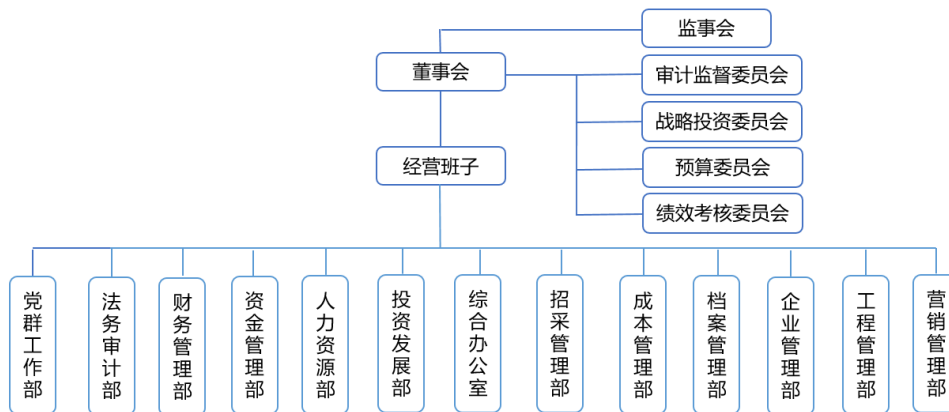 监事会
董事会
审计监督委员会
战略投资委员会
经营班子
预算委员会
绩效考核委员会
党群工作部
法务审计部
财务管理部
资金管理部
人力资源部
投资发展部
综合办公室
招采管理部
成本管理部
档案管理部
企业管理部
工程管理部
营销管理部